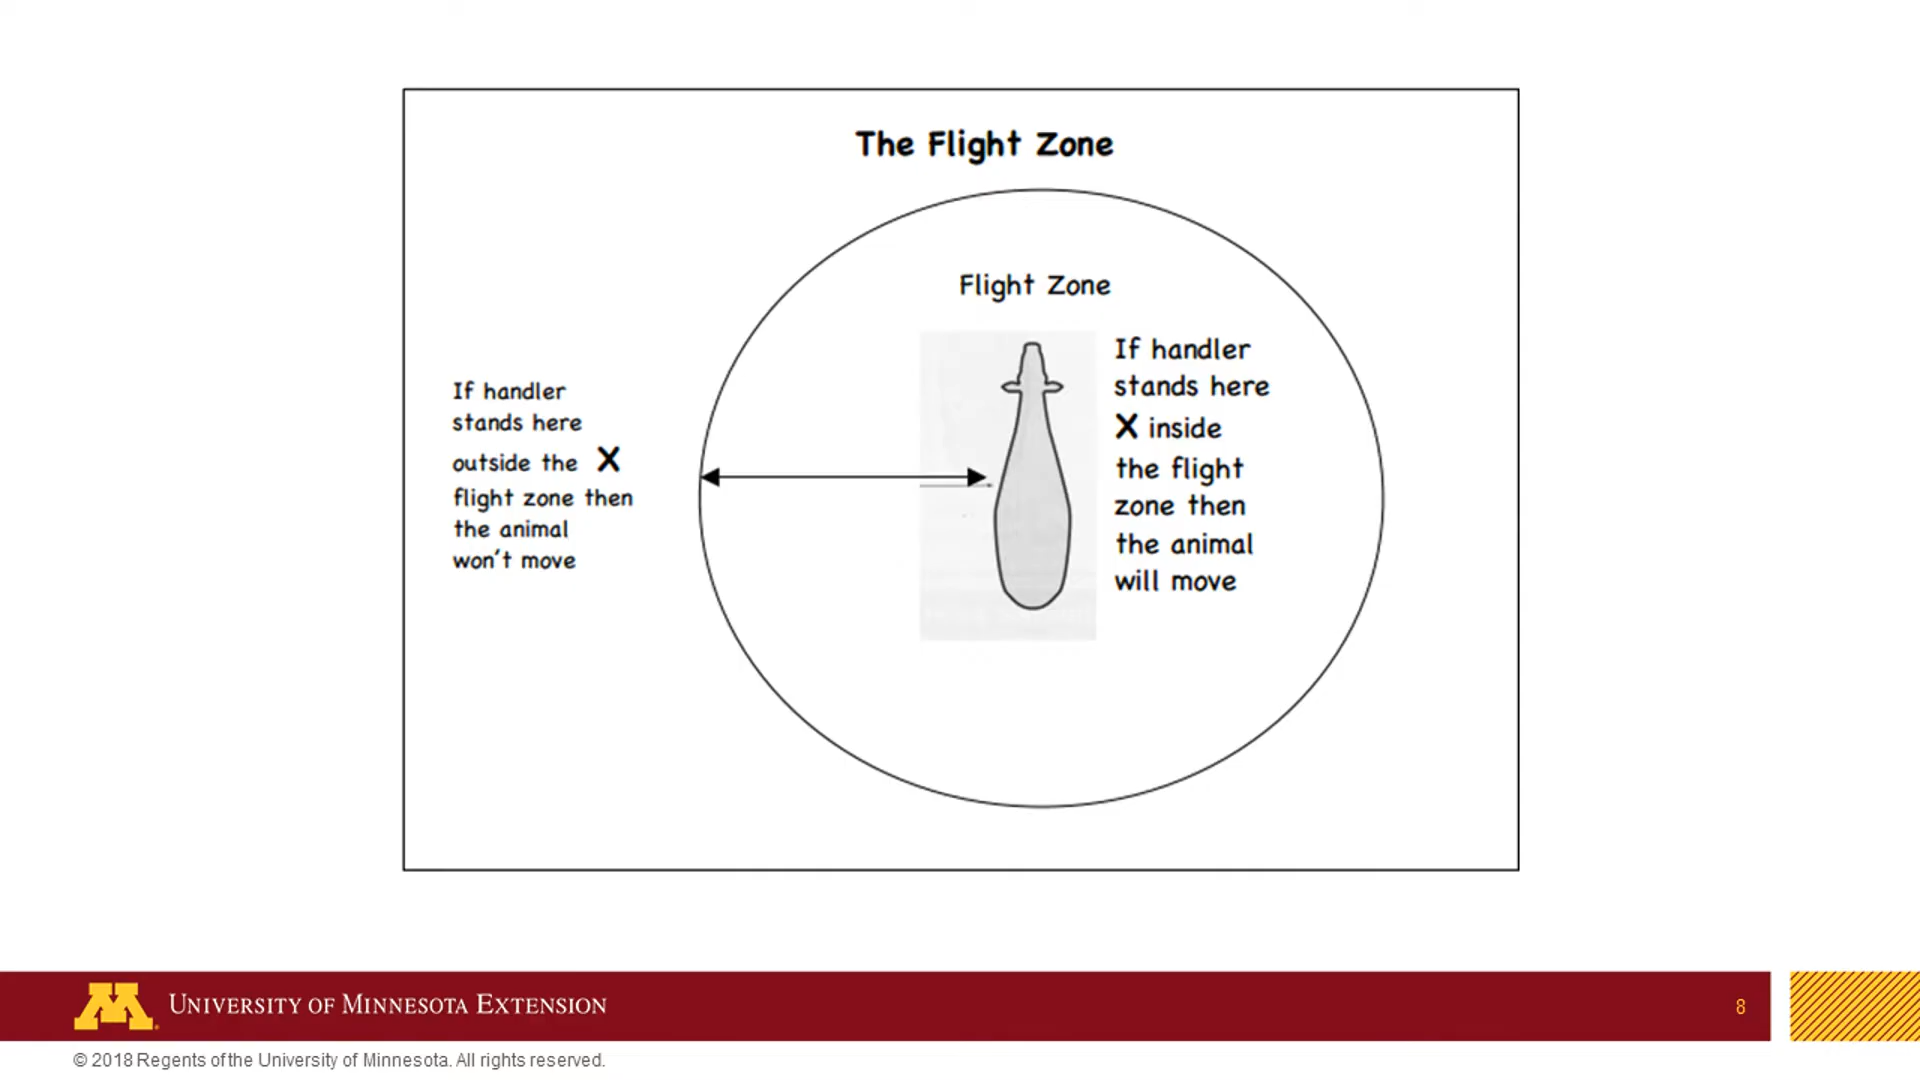 The Flight Zone
Flight Zone
If handler
stands here
outside the X
flight zone then
the animal
won't move
If handler
stands here
X inside
the flight
zone then
the animal
will move
UNIVERSITY OF MINNESOTA EXTENSION
8
© 2018 Regents of the University of Minnesota. All rights reserved.